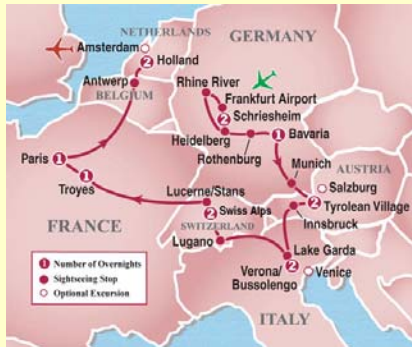 NETHERLANDS
Amsterdam
2
Holland
GERMANY
Antwerp
BELGIUM
Rhine River
Frankfurt Airport
2
Schriesheim
Heidelberg
1
Bavaria
Rothenburg
Paris
1
1
Troyes
Munich
AUSTRIA
Salzburg
2
Tyrolean Village
Innsbruck
Lucerne/Stans
2
Swiss Alps
SWITZERLAND
Lugano
FRANCE
Lake Garda
2
Verona/
Bussolengo
Venice
ITALY
1 Number of Overnights
Sightseeing Stop
Optional Excursion